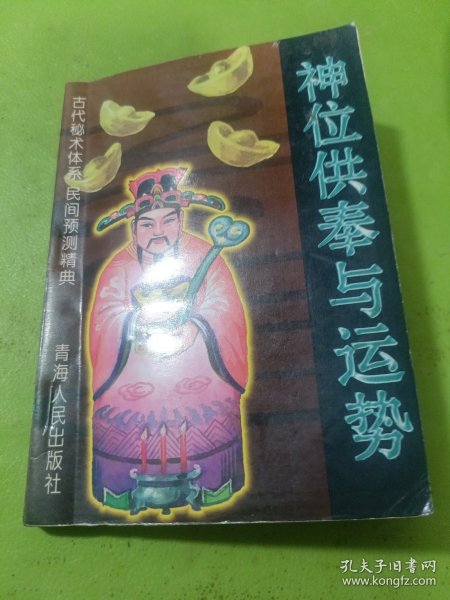 神位供奉与运势
古代秘术体系 民间预测精典
青海人民出版社
孔夫子旧书网
www.kongfz.com